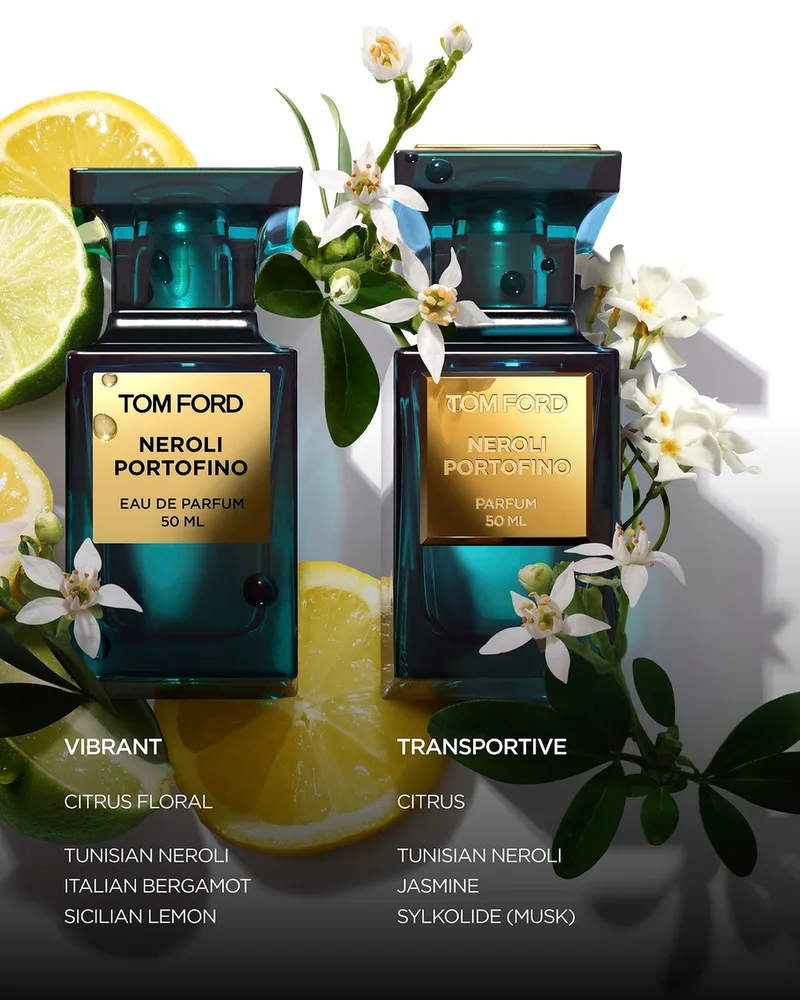 TOM FORD
NEROLI
PORTOFINO
EAU DE PARFUM
50 ML
TOM FORD
NEROLI
PORTOFINO
PARFUM
50 ML
VIBRANT
CITRUS FLORAL
TUNISIAN NEROLI
ITALIAN BERGAMOT
SICILIAN LEMON
TRANSPORTIVE
CITRUS
TUNISIAN NEROLI
JASMINE
SYLKOLIDE (MUSK)